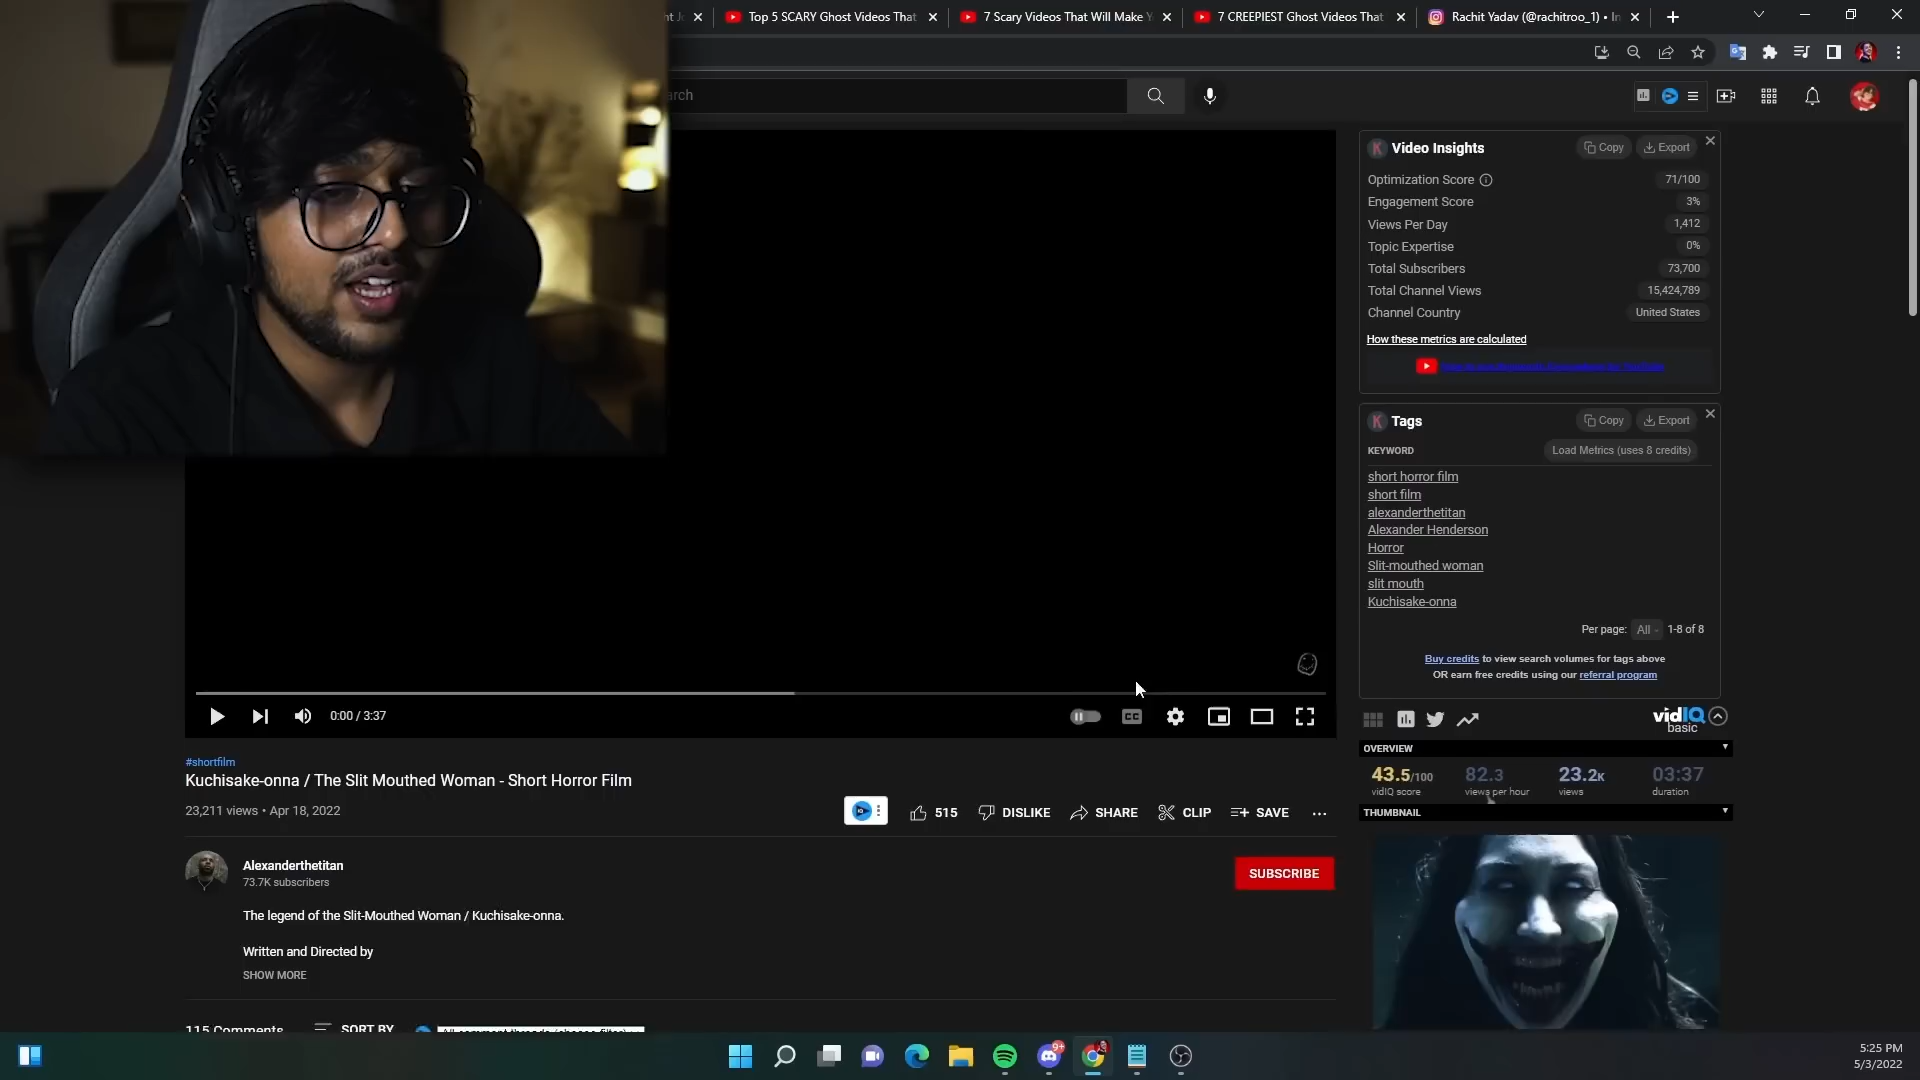 Top 5 SCARY Ghost Videos That
7 Scary Videos That Will Make Y
7 CREEPIEST Ghost Videos That
Rachit Yadav (@rachitroo_1) • In
arch
Video Insights
Copy
Export
Optimization Score
71/100
Engagement Score
3%
Views Per Day
1,412
Topic Expertise
0%
Total Subscribers
73,700
Total Channel Views
15,424,789
Channel Country
United States
How these metrics are calculated
Tags
Copy
Export
KEYWORD
Load Metrics (uses 8 credits)
short horror film
short film
alexanderthetitan
Alexander Henderson
Horror
Slit-mouthed woman
slit mouth
Kuchisake-onna
Per page: All 1-8 of 8
Buy credits to view search volumes for tags above
OR earn free credits using our referral program
0:00 / 3:37
CC
vidIQ
basic
OVERVIEW
43.5/100
vidIQ score
82.3
views per hour
23.2K
views
03:37
duration
THUMBNAIL
#shortfilm
Kuchisake-onna / The Slit Mouthed Woman - Short Horror Film
23,211 views • Apr 18, 2022
515
DISLIKE
SHARE
CLIP
SAVE
Alexanderthetitan
73.7K subscribers
SUBSCRIBE
The legend of the Slit-Mouthed Woman / Kuchisake-onna.
Written and Directed by
SHOW MORE
115 Comments
SORT BY
9+
5:25 PM
5/3/2022